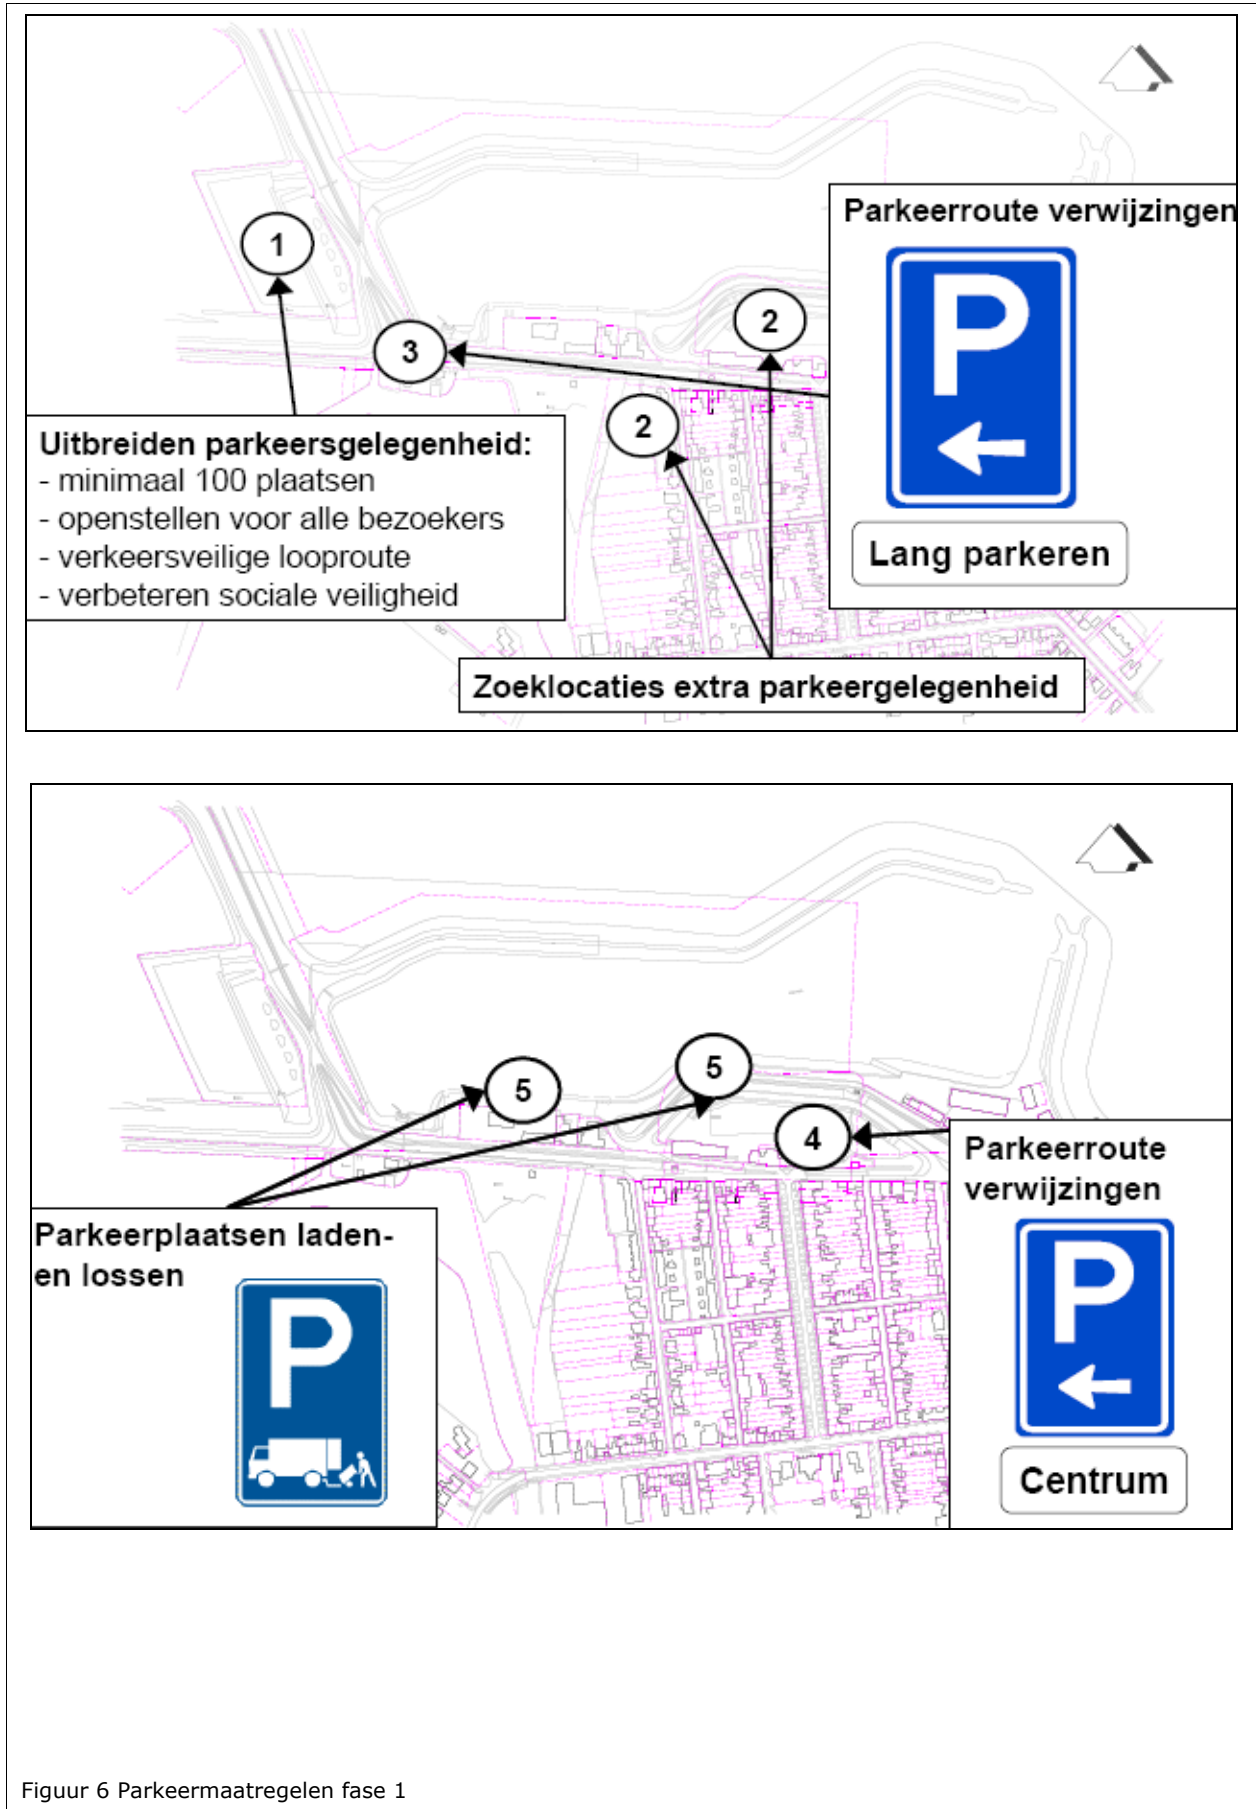 1
Parkeerroute verwijzingen
P
2
3
2
Uitbreiden parkeersgelegenheid:
- minimaal 100 plaatsen
- openstellen voor alle bezoekers
- verkeersveilige looproute
- verbeteren sociale veiligheid
Lang parkeren
Zoeklocaties extra parkeergelegenheid
5
5
4
Parkeerroute
verwijzingen
P
Centrum
Parkeerplaatsen laden-
en lossen
P
Figuur 6 Parkeermaatregelen fase 1